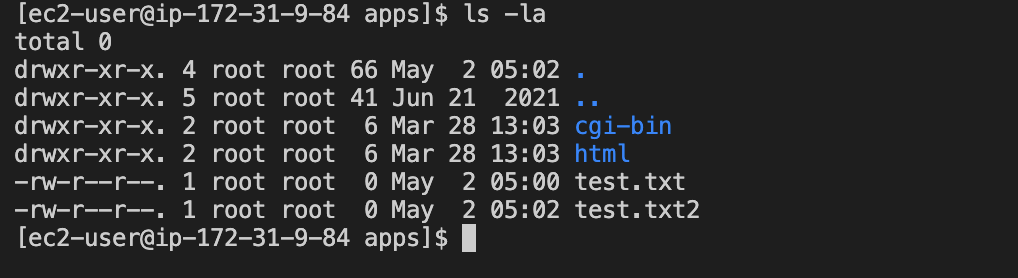 [ec2-user@ip-172-31-9-84 apps]$ ls -la
total 0
drwxr-xr-x. 4 root root 66 May  2 05:02 .
drwxr-xr-x. 5 root root 41 Jun 21  2021 ..
drwxr-xr-x. 2 root root  6 Mar 28 13:03 cgi-bin
drwxr-xr-x. 2 root root  6 Mar 28 13:03 html
-rw-r--r--. 1 root root  0 May  2 05:00 test.txt
-rw-r--r--. 1 root root  0 May  2 05:02 test.txt2
[ec2-user@ip-172-31-9-84 apps]$